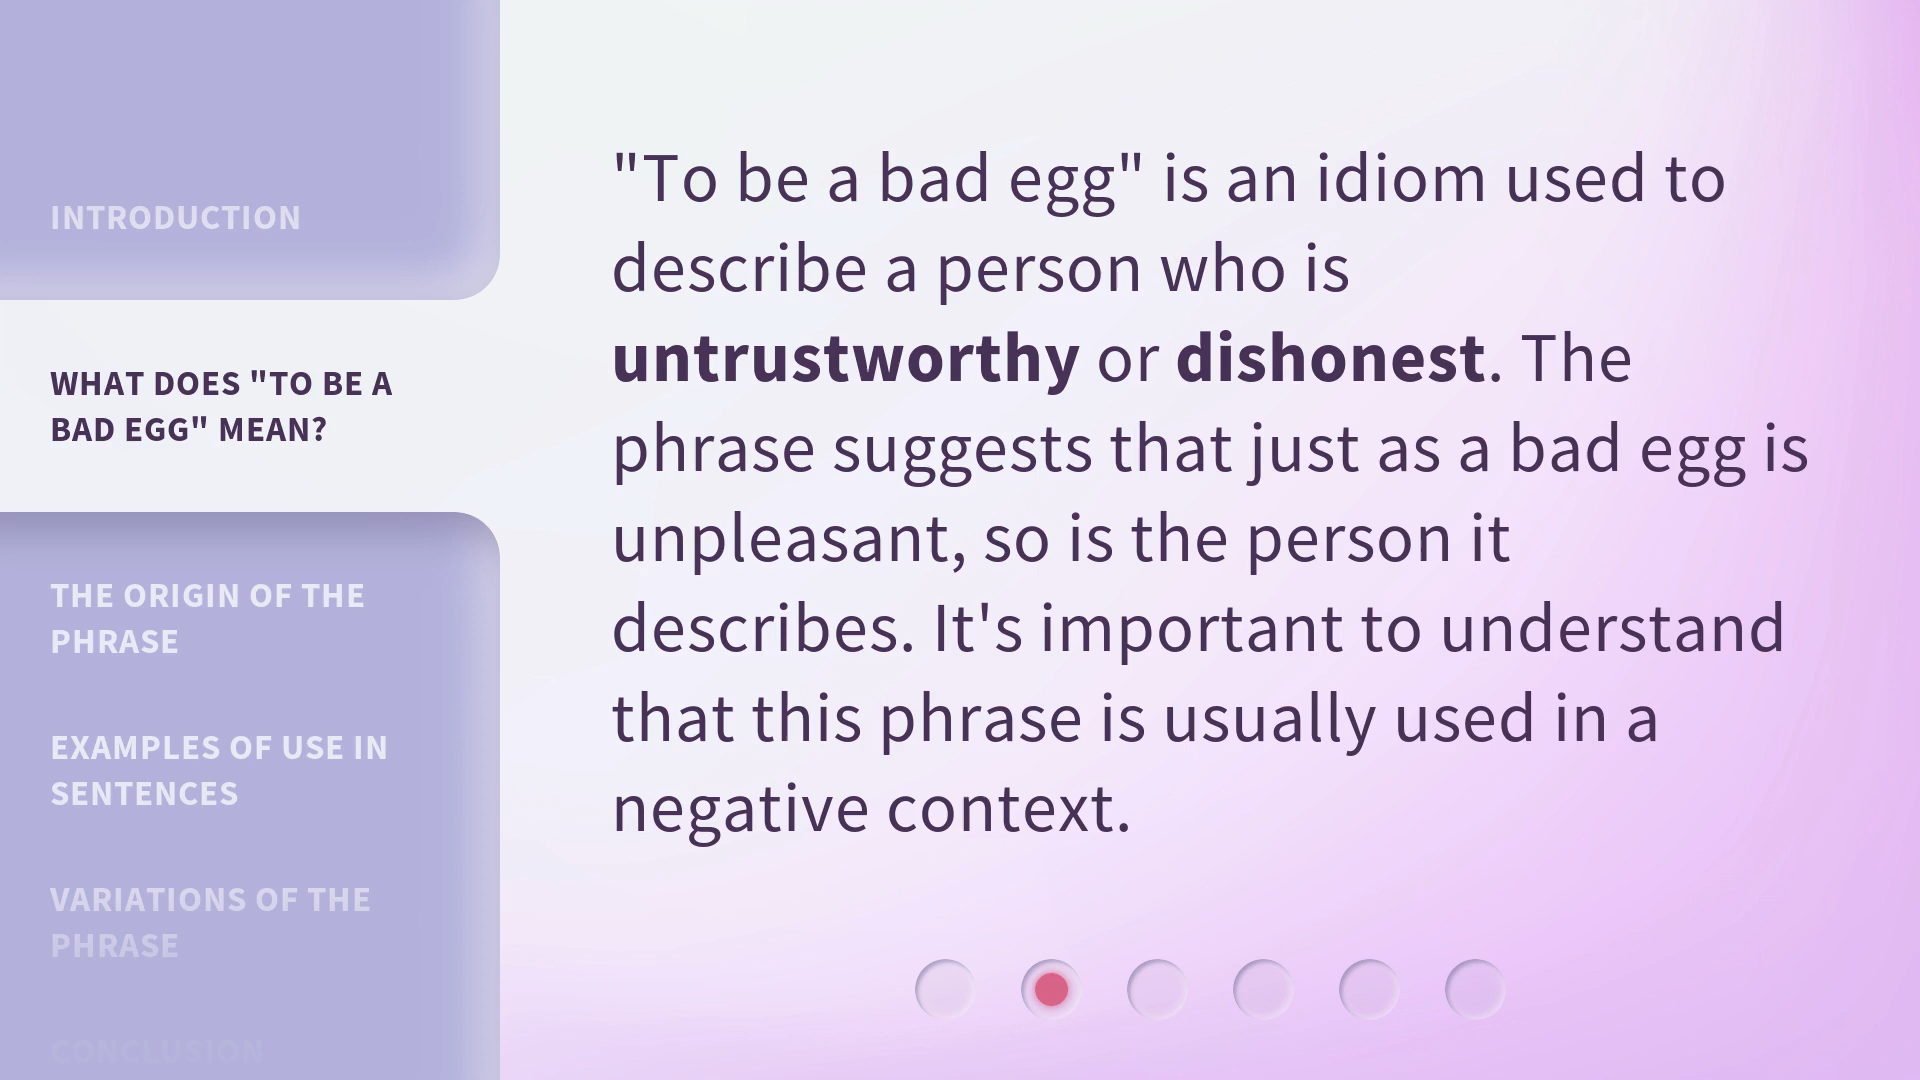 INTRODUCTION
WHAT DOES "TO BE A
BAD EGG" MEAN?
THE ORIGIN OF THE
PHRASE
EXAMPLES OF USE IN
SENTENCES
VARIATIONS OF THE
PHRASE
CONCLUSION
"To be a bad egg" is an idiom used to
describe a person who is
untrustworthy or dishonest. The
phrase suggests that just as a bad egg is
unpleasant, so is the person it
describes. It's important to understand
that this phrase is usually used in a
negative context.